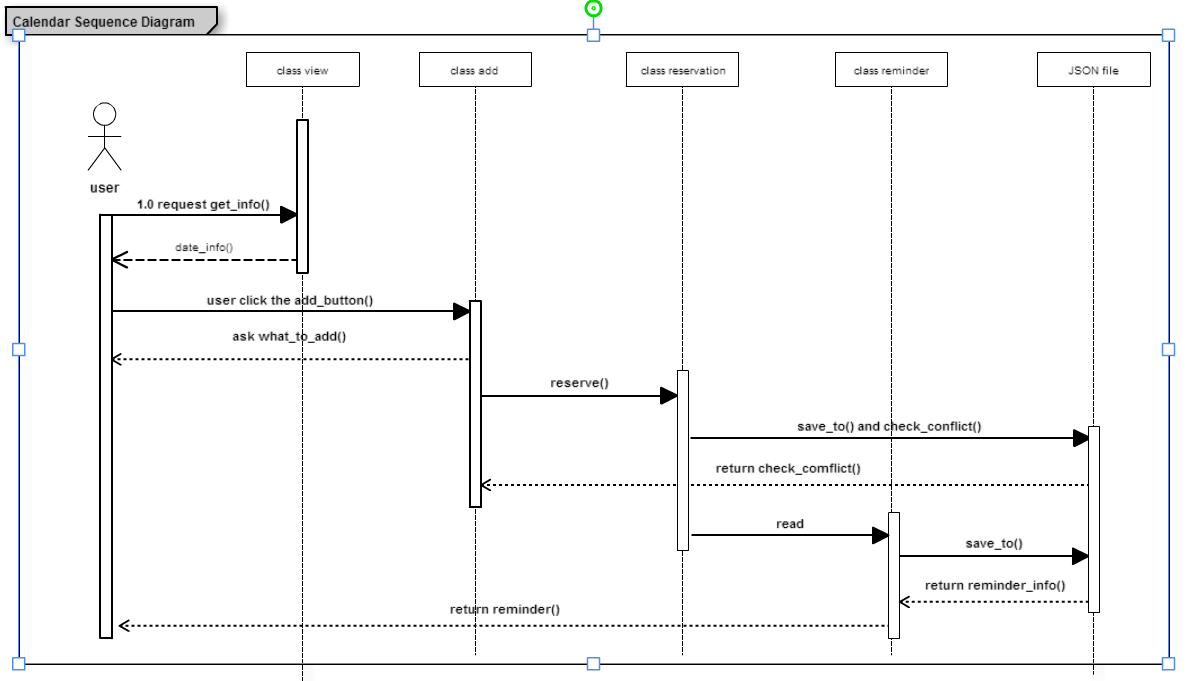 Calendar Sequence Diagram
class view
class add
class reservation
class reminder
JSON file
user
1.0 request get_info()
date_info()
user click the add_button()
ask what_to_add()
reserve()
save_to() and check_conflict()
return check_comflict()
read
save_to()
return reminder_info()
return reminder()